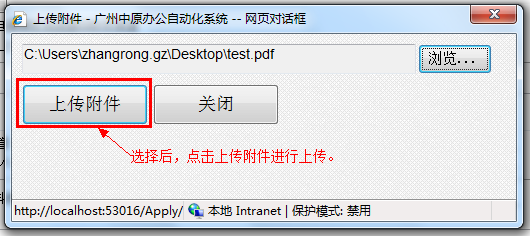 上传附件 - 广州中原办公自动化系统 -- 网页对话框
C:\Users\zhangrong.gz\Desktop\test.pdf
浏览...
上传附件
关闭
选择后，点击上传附件进行上传。
http://localhost:53016/Apply/
本地 Intranet | 保护模式: 禁用